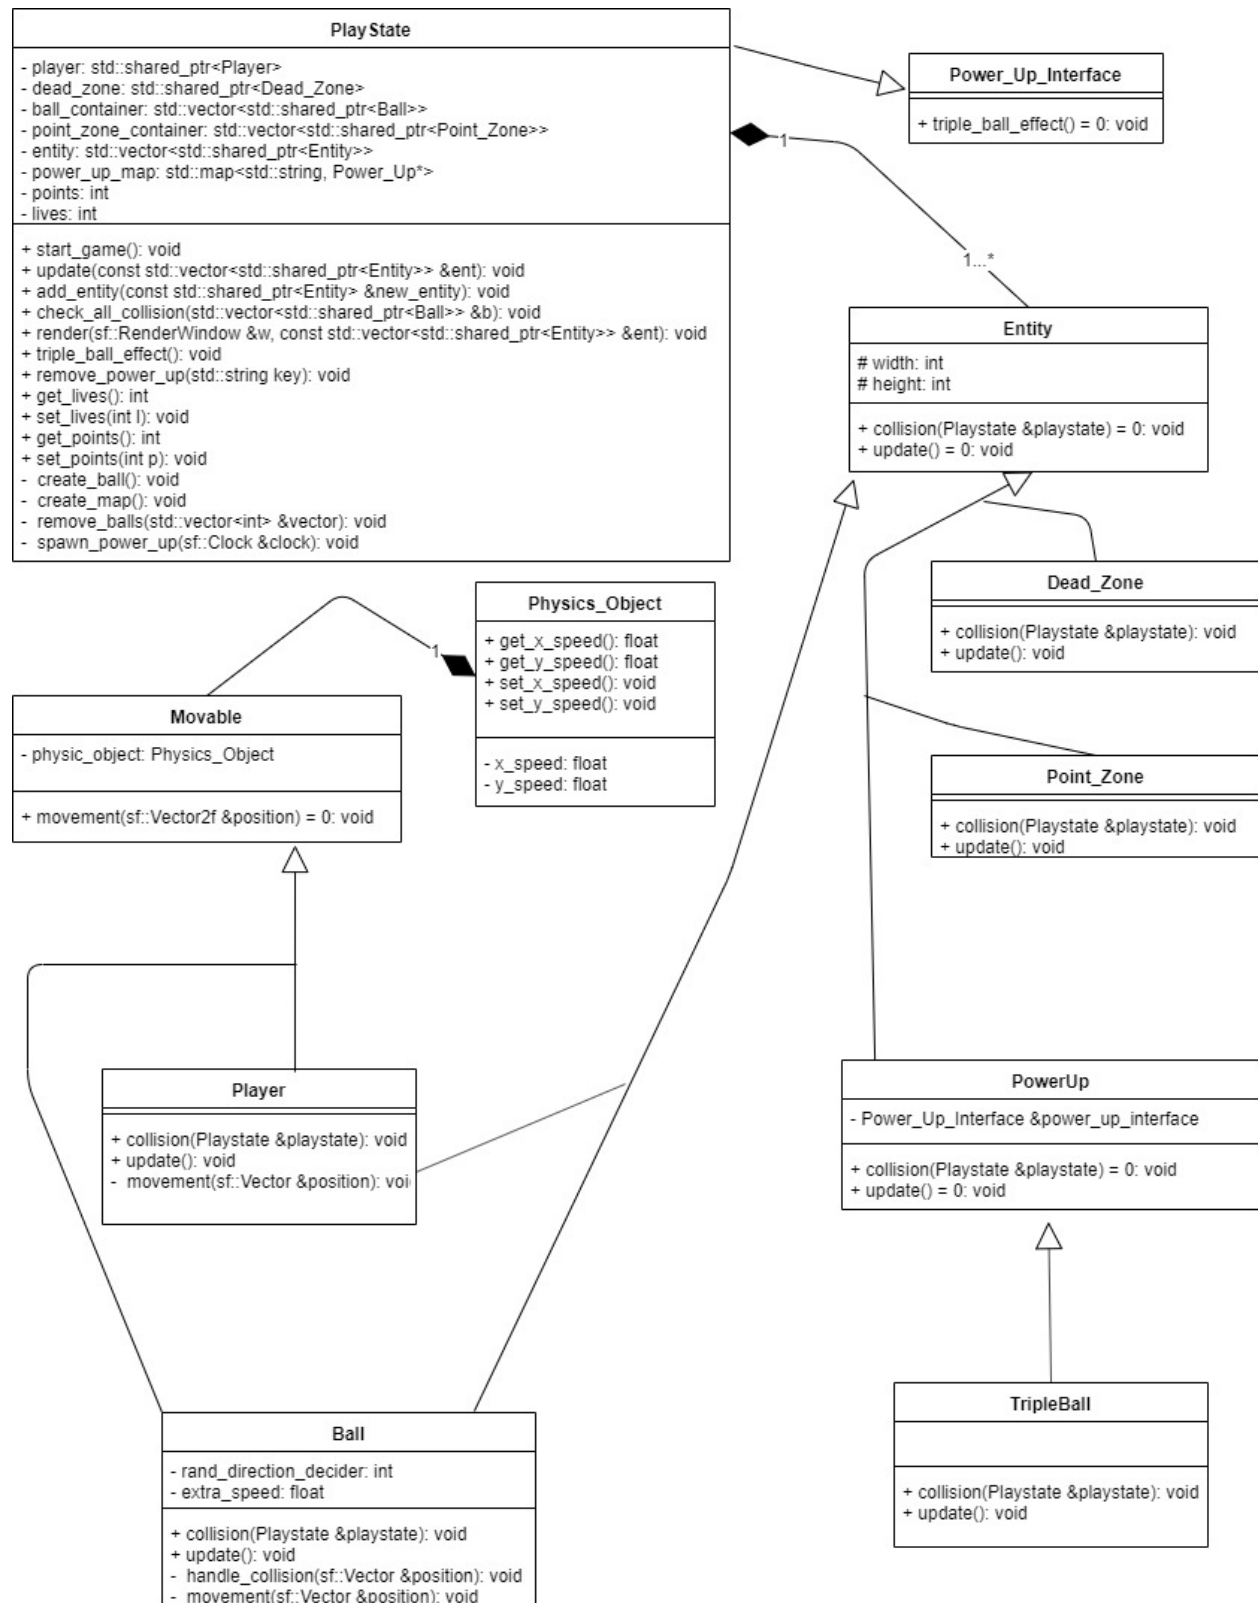 PlayState
- player: std::shared_ptr<Player>
- dead_zone: std::shared_ptr<Dead_Zone>
- ball_container: std::vector<std::shared_ptr<Ball>>
- point_zone_container: std::vector<std::shared_ptr<Point_Zone>>
- entity: std::vector<std::shared_ptr<Entity>>
- power_up_map: std::map<std::string, Power_Up*>
- points: int
- lives: int
+ start_game(): void
+ update(const std::vector<std::shared_ptr<Entity>> &ent): void
+ add_entity(const std::shared_ptr<Entity> &new_entity): void
+ check_all_collision(std::vector<std::shared_ptr<Ball>> &b): void
+ render(sf::RenderWindow &w, const std::vector<std::shared_ptr<Entity>> &ent): void
+ triple_ball_effect(): void
+ remove_power_up(std::string key): void
+ get_lives(): int
+ set_lives(int l): void
+ get_points(): int
+ set_points(int p): void
- create_ball(): void
- create_map(): void
- remove_balls(std::vector<int> &vector): void
- spawn_power_up(sf::Clock &clock): void
Power_Up_Interface
+ triple_ball_effect() = 0: void
1
1...*
Entity
# width: int
# height: int
+ collision(Playstate &playstate) = 0: void
+ update() = 0: void
Dead_Zone
+ collision(Playstate &playstate): void
+ update(): void
Physics_Object
+ get_x_speed(): float
+ get_y_speed(): float
+ set_x_speed(): void
+ set_y_speed(): void
- x_speed: float
- y_speed: float
1
Movable
- physic_object: Physics_Object
+ movement(sf::Vector2f &position) = 0: void
Point_Zone
+ collision(Playstate &playstate): void
+ update(): void
Player
+ collision(Playstate &playstate): void
+ update(): void
- movement(sf::Vector &position): voi
PowerUp
- Power_Up_Interface &power_up_interface
+ collision(Playstate &playstate) = 0: void
+ update() = 0: void
TripleBall
+ collision(Playstate &playstate): void
+ update(): void
Ball
- rand_direction_decider: int
- extra_speed: float
+ collision(Playstate &playstate): void
+ update(): void
- handle_collision(sf::Vector &position): void
- movement(sf::Vector &position): void